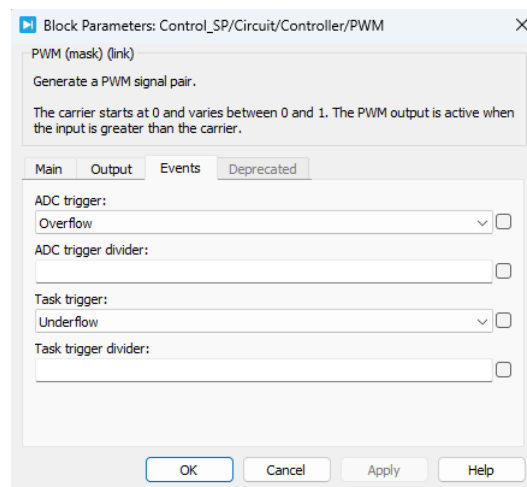 Block Parameters: Control_SP/Circuit/Controller/PWM
PWM (mask) (link)
Generate a PWM signal pair.
The carrier starts at 0 and varies between 0 and 1. The PWM output is active when
the input is greater than the carrier.
Main Output Events Deprecated
ADC trigger:
Overflow
ADC trigger divider:
Task trigger:
Underflow
Task trigger divider:
OK Cancel Apply Help